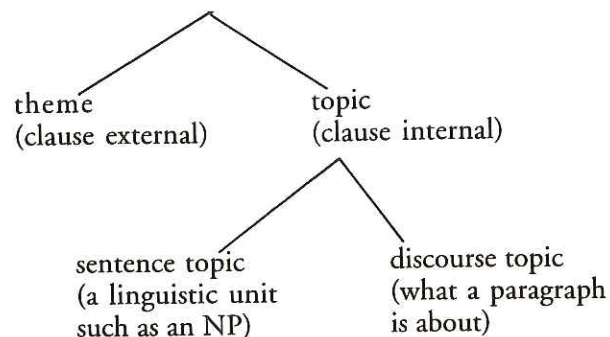 theme
(clause external)
topic
(clause internal)
sentence topic
(a linguistic unit
such as an NP)
discourse topic
(what a paragraph
is about)